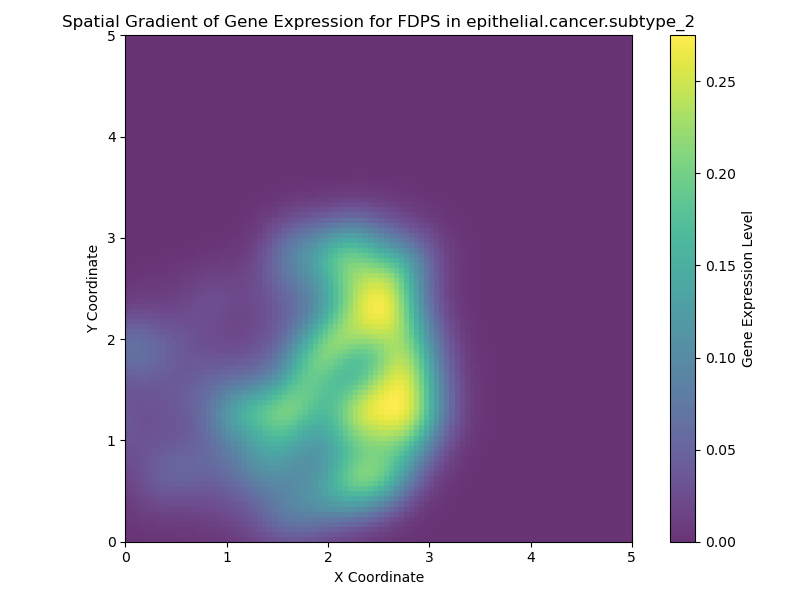 Spatial Gradient of Gene Expression for FDPS in epithelial.cancer.subtype_2
5
4
3
2
1
0
Y Coordinate
0 1 2 3 4 5
X Coordinate
0.25
0.20
0.15
0.10
0.05
0.00
Gene Expression Level